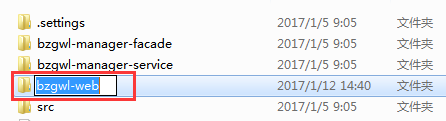 .settings 2017/1/5 9:05 文件夹
bzgwl-manager-facade 2017/1/5 9:05 文件夹
bzgwl-manager-service 2017/1/5 9:05 文件夹
bzgwl-web 2017/1/12 14:40 文件夹
src 2017/1/5 9:05 文件夹